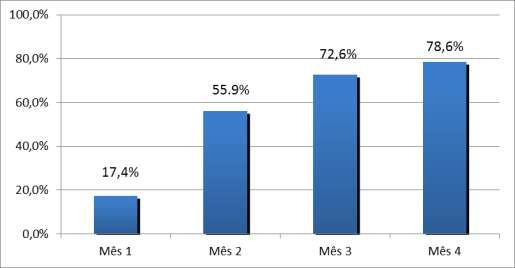 100,0%
80,0%
60,0%
40,0%
20,0%
0,0%
17,4%
55.9%
72,6%
78,6%
Mês 1
Mês 2
Mês 3
Mês 4